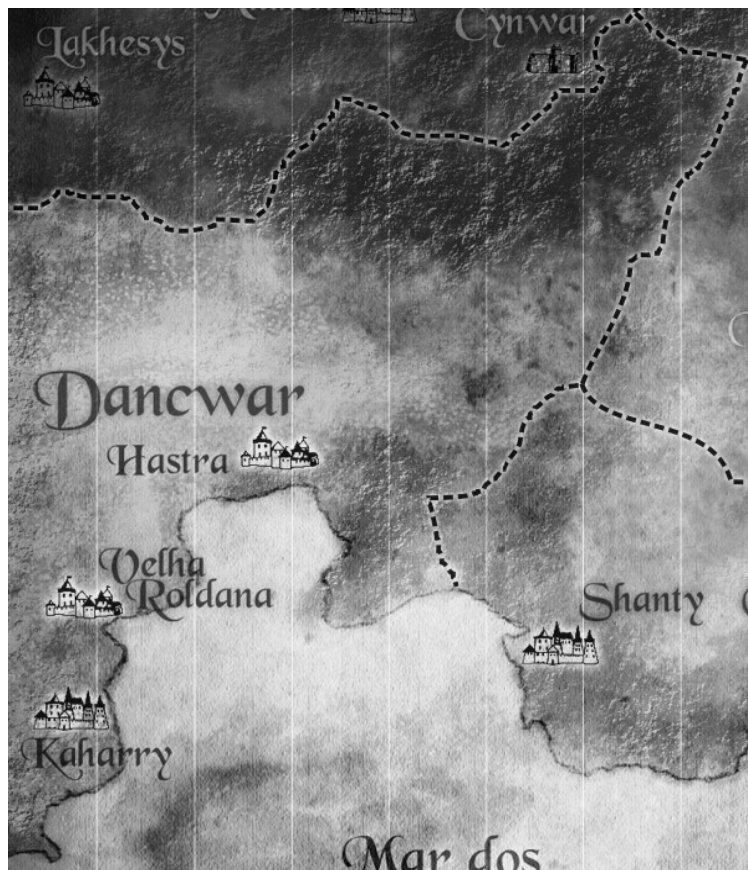 Lakhesys
Cynwar
Dancwar
Hastra
Velha
Roldana
Shanty
Kaharry
Mar dos